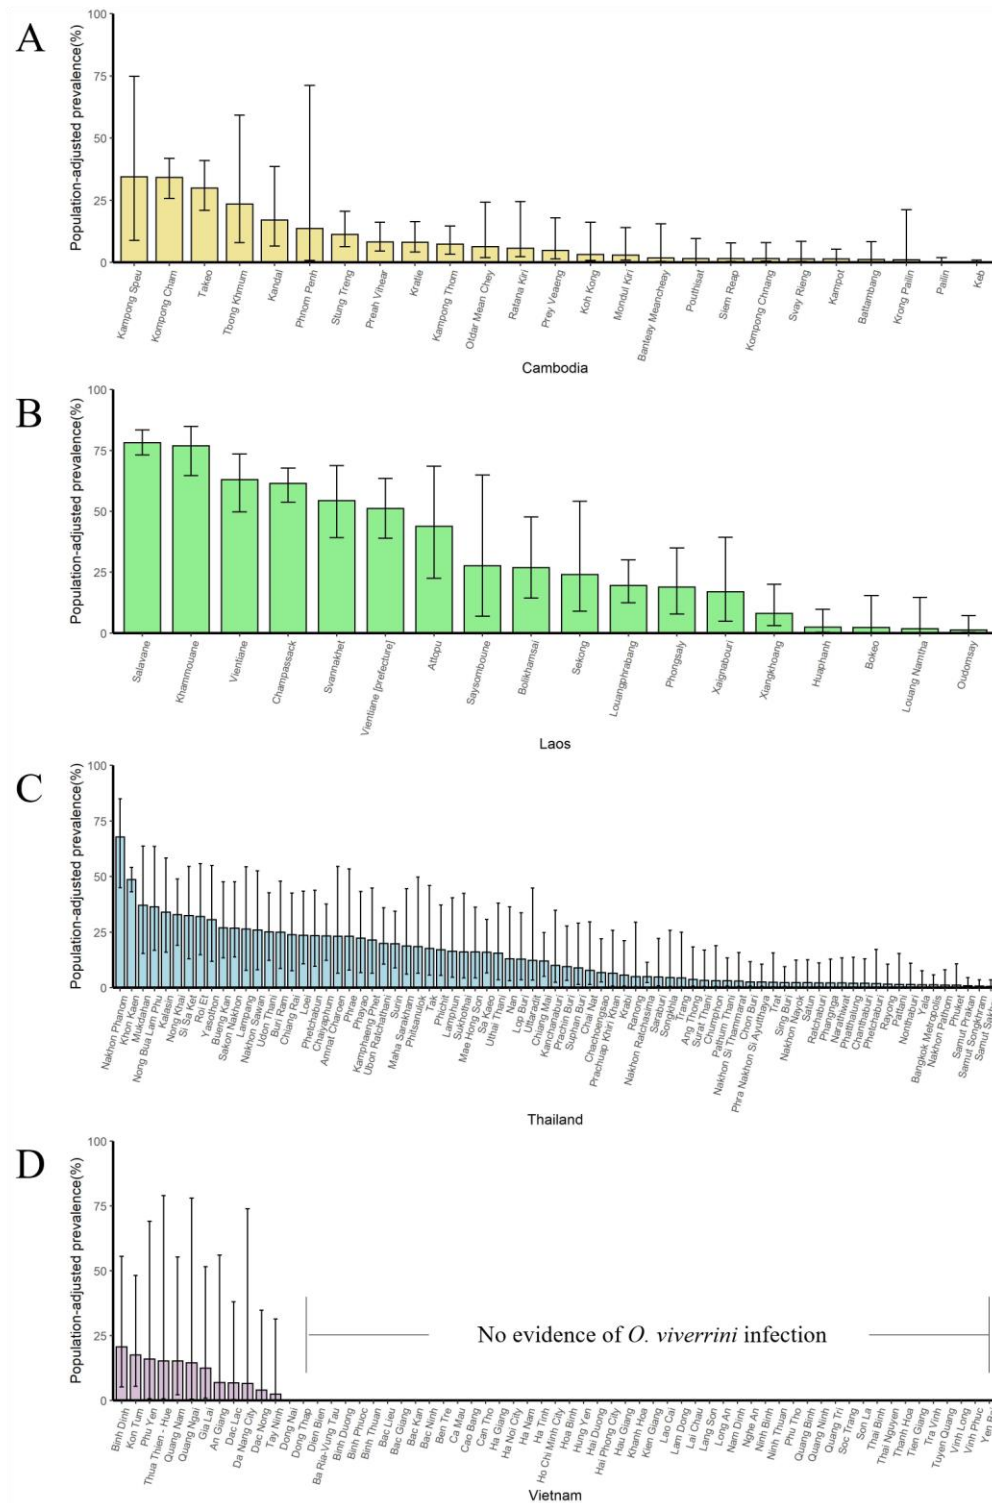 A
Population-adjusted prevalence(%)
100
75
50
25
0
Kampong Speu
Kompong Cham
Takeo
Tbong Khmum
Kandal
Phnom Penh
Stung Treng
Preah Vihear
Kratie
Kampong Thom
Otdar Mean Chey
Ratana Kiri
Prey Veaeng
Koh Kong
Mondul Kiri
Banteay Meanchey
Pouthisat
Siem Reap
Kompong Chnang
Svay Rieng
Kampot
Battambang
Krong Pailin
Pailin
Keb
Cambodia
B
Population-adjusted prevalence(%)
100
75
50
25
0
Salavane
Khammouane
Vientiane
Champassack
Svannakhet
Vientiane [prefecture]
Attopu
Saysomboune
Bolikhamsai
Sekong
Louangphrabang
Phongsaly
Xaignabouri
Xiangkhoang
Huaphanh
Bokeo
Louang Namtha
Oudomsay
Laos
C
Population-adjusted prevalence(%)
100
75
50
25
0
Nakhon Phanom
Khon Kaen
Mukdahan
Nong Bua Lam Phu
Kalasin
Nong Khai
Si Sa Ket
Roi Et
Yasothon
Bueng Kan
Sakon Nakhon
Lampang
Nakhon Sawan
Udon Thani
Buri Ram
Chiang Rai
Loei
Phetchabun
Chaiyaphum
Amnat Charoen
Phrae
Phayao
Kamphaeng Phet
Ubon Ratchathani
Surin
Maha Sarakham
Phitsanulok
Tak
Phichit
Lamphun
Sukhothai
Mae Hong Son
Sa Kaeo
Uthai Thani
Nan
Lop Buri
Uttaradit
Chiang Mai
Kanchanaburi
Prachin Buri
Suphan Buri
Chai Nat
Chachoengsao
Prachuap Khiri Khan
Krabi
Ranong
Nakhon Ratchasima
Saraburi
Songkhla
Trang
Ang Thong
Surat Thani
Chumphon
Pathum Thani
Nakhon Si Thammarat
Chon Buri
Phra Nakhon Si Ayutthaya
Trat
Sing Buri
Nakhon Nayok
Satun
Ratchaburi
Phangnga
Narathiwat
Phatthalung
Chanthaburi
Phetchaburi
Rayong
Pattani
Nonthaburi
Yala
Bangkok Metropolis
Nakhon Pathom
Phuket
Samut Prakan
Samut Songkhram
Samut Sakhon
Thailand
D
Population-adjusted prevalence(%)
100
75
50
25
0
No evidence of O. viverrini infection
Binh Dinh
Kon Tum
Phu Yen
Thua Thien - Hue
Quang Nam
Quang Ngai
Gia Lai
An Giang
Dac Lac
Da Nang City
Dac Nong
Tay Ninh
Dong Nai
Dong Thap
Dien Bien
Ba Ria-Vung Tau
Binh Duong
Binh Phuoc
Binh Thuan
Bac Lieu
Bac Giang
Bac Kan
Bac Ninh
Ben Tre
Ca Mau
Cao Bang
Can Tho
Ha Giang
Ha Noi City
Ha Nam
Ha Tinh
Ho Chi Minh City
Hoa Binh
Hung Yen
Hai Duong
Hai Phong City
Hau Giang
Khanh Hoa
Kien Giang
Lao Cai
Lam Dong
Lai Chau
Lang Son
Long An
Nam Dinh
Nghe An
Ninh Binh
Ninh Thuan
Phu Tho
Quang Binh
Quang Ninh
Quang Tri
Soc Trang
Son La
Thai Binh
Thai Nguyen
Thanh Hoa
Tien Giang
Tra Vinh
Tuyen Quang
Vinh Long
Vinh Phuc
Yen Bai
Vietnam